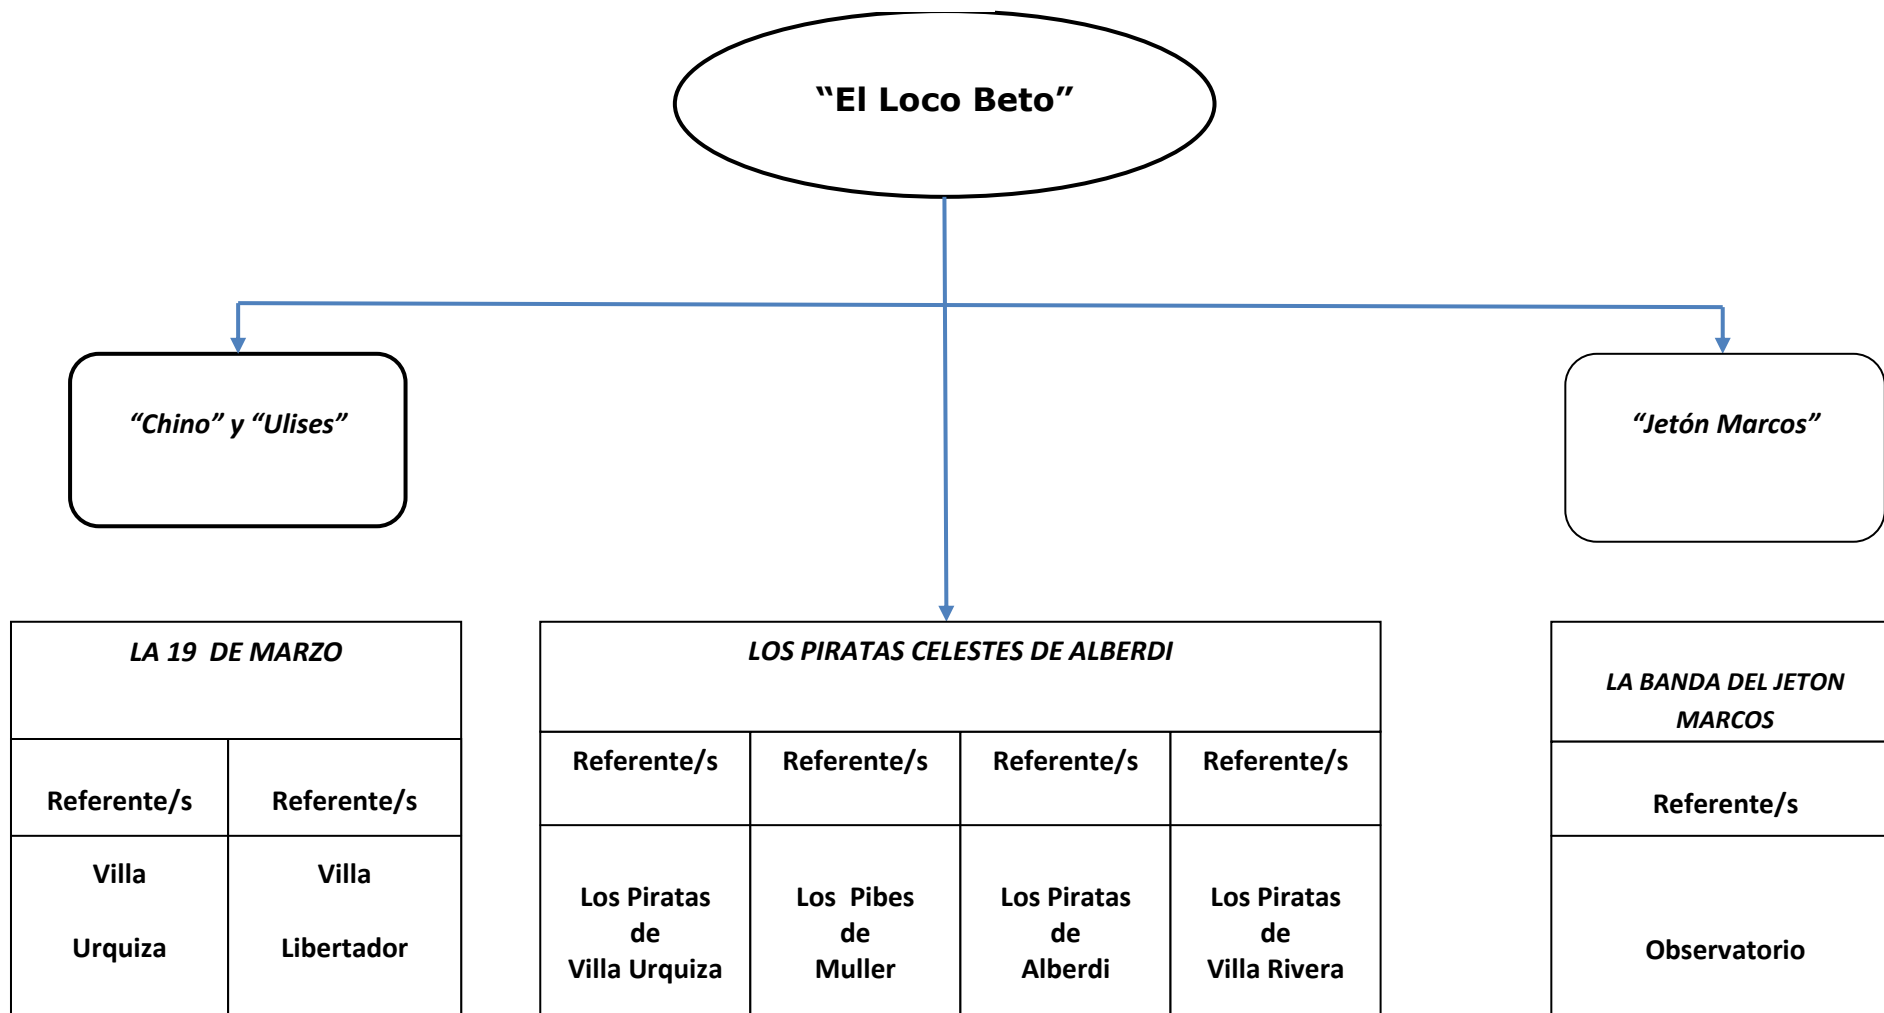 “El Loco Beto”
“Chino” y “Ulises”
“Jetón Marcos”
LA 19 DE MARZO
Referente/s
Referente/s
Villa
Urquiza
Villa
Libertador
LOS PIRATAS CELESTES DE ALBERDI
Referente/s
Referente/s
Referente/s
Referente/s
Los Piratas
de
Villa Urquiza
Los Pibes
de
Muller
Los Piratas
de
Alberdi
Los Piratas
de
Villa Rivera
LA BANDA DEL JETON
MARCOS
Referente/s
Observatorio